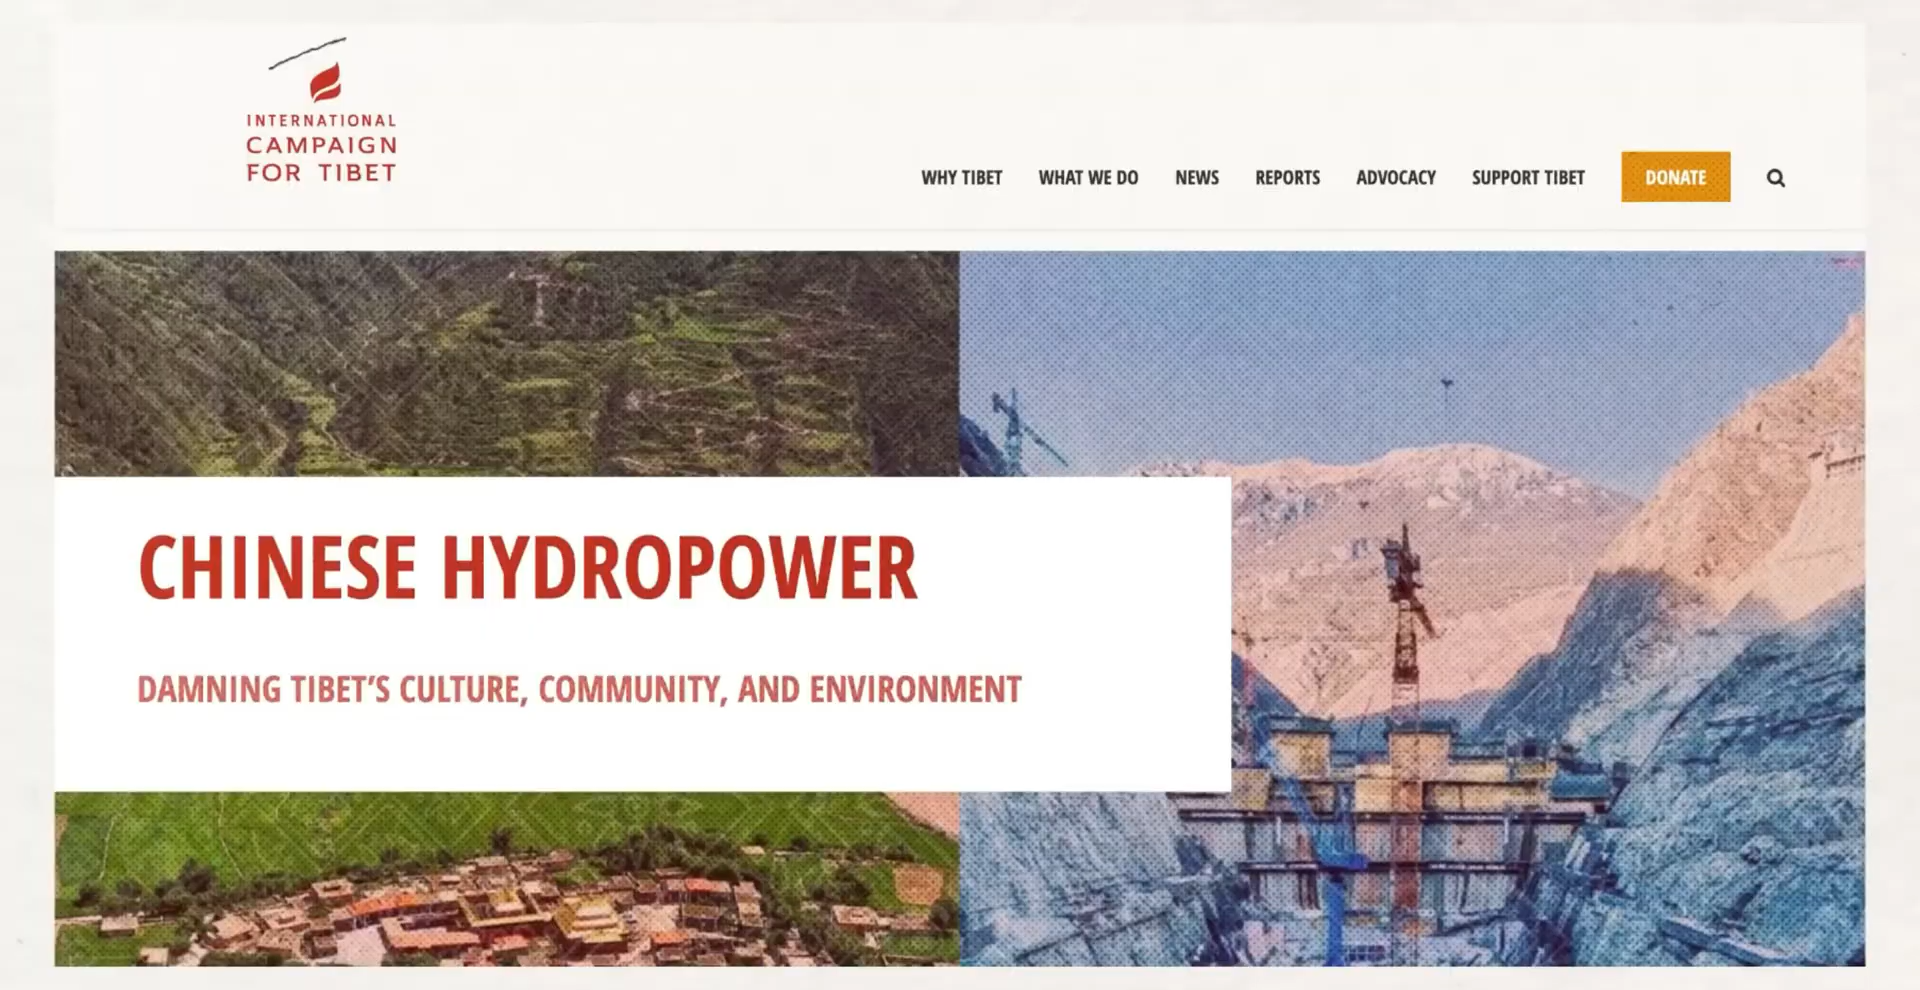 INTERNATIONAL
CAMPAIGN
FOR TIBET
WHY TIBET WHAT WE DO NEWS REPORTS ADVOCACY SUPPORT TIBET DONATE
CHINESE HYDROPOWER
DAMNING TIBET’S CULTURE, COMMUNITY, AND ENVIRONMENT